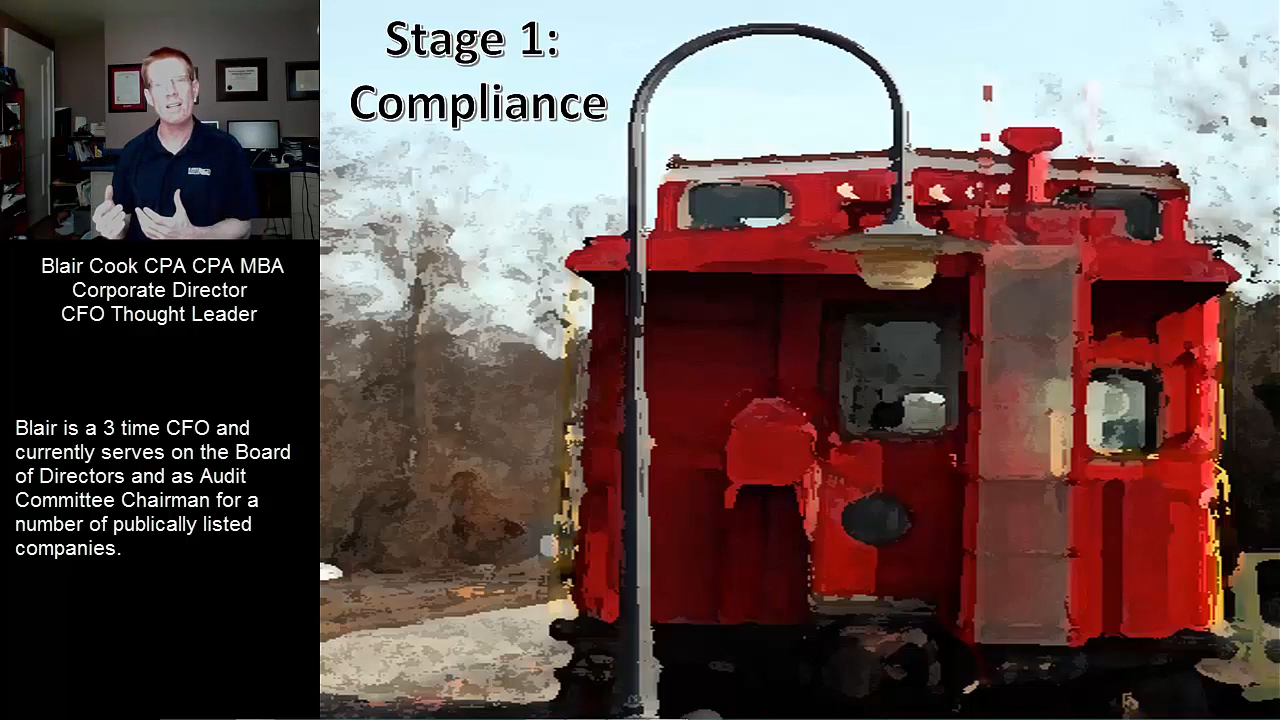 Stage 1:
Compliance
Blair Cook CPA CPA MBA
Corporate Director
CFO Thought Leader
Blair is a 3 time CFO and
currently serves on the Board
of Directors and as Audit
Committee Chairman for a
number of publically listed
companies.